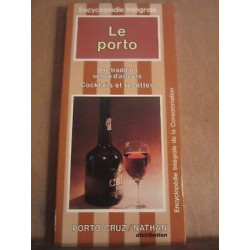 Encyclopédie Intégrale
Le
porto
une tradition
venue d'ailleurs
Cocktails et recettes
PORTO CRUZ/NATHAN
distribution
Encyclopédie Intégrale de la Consommation